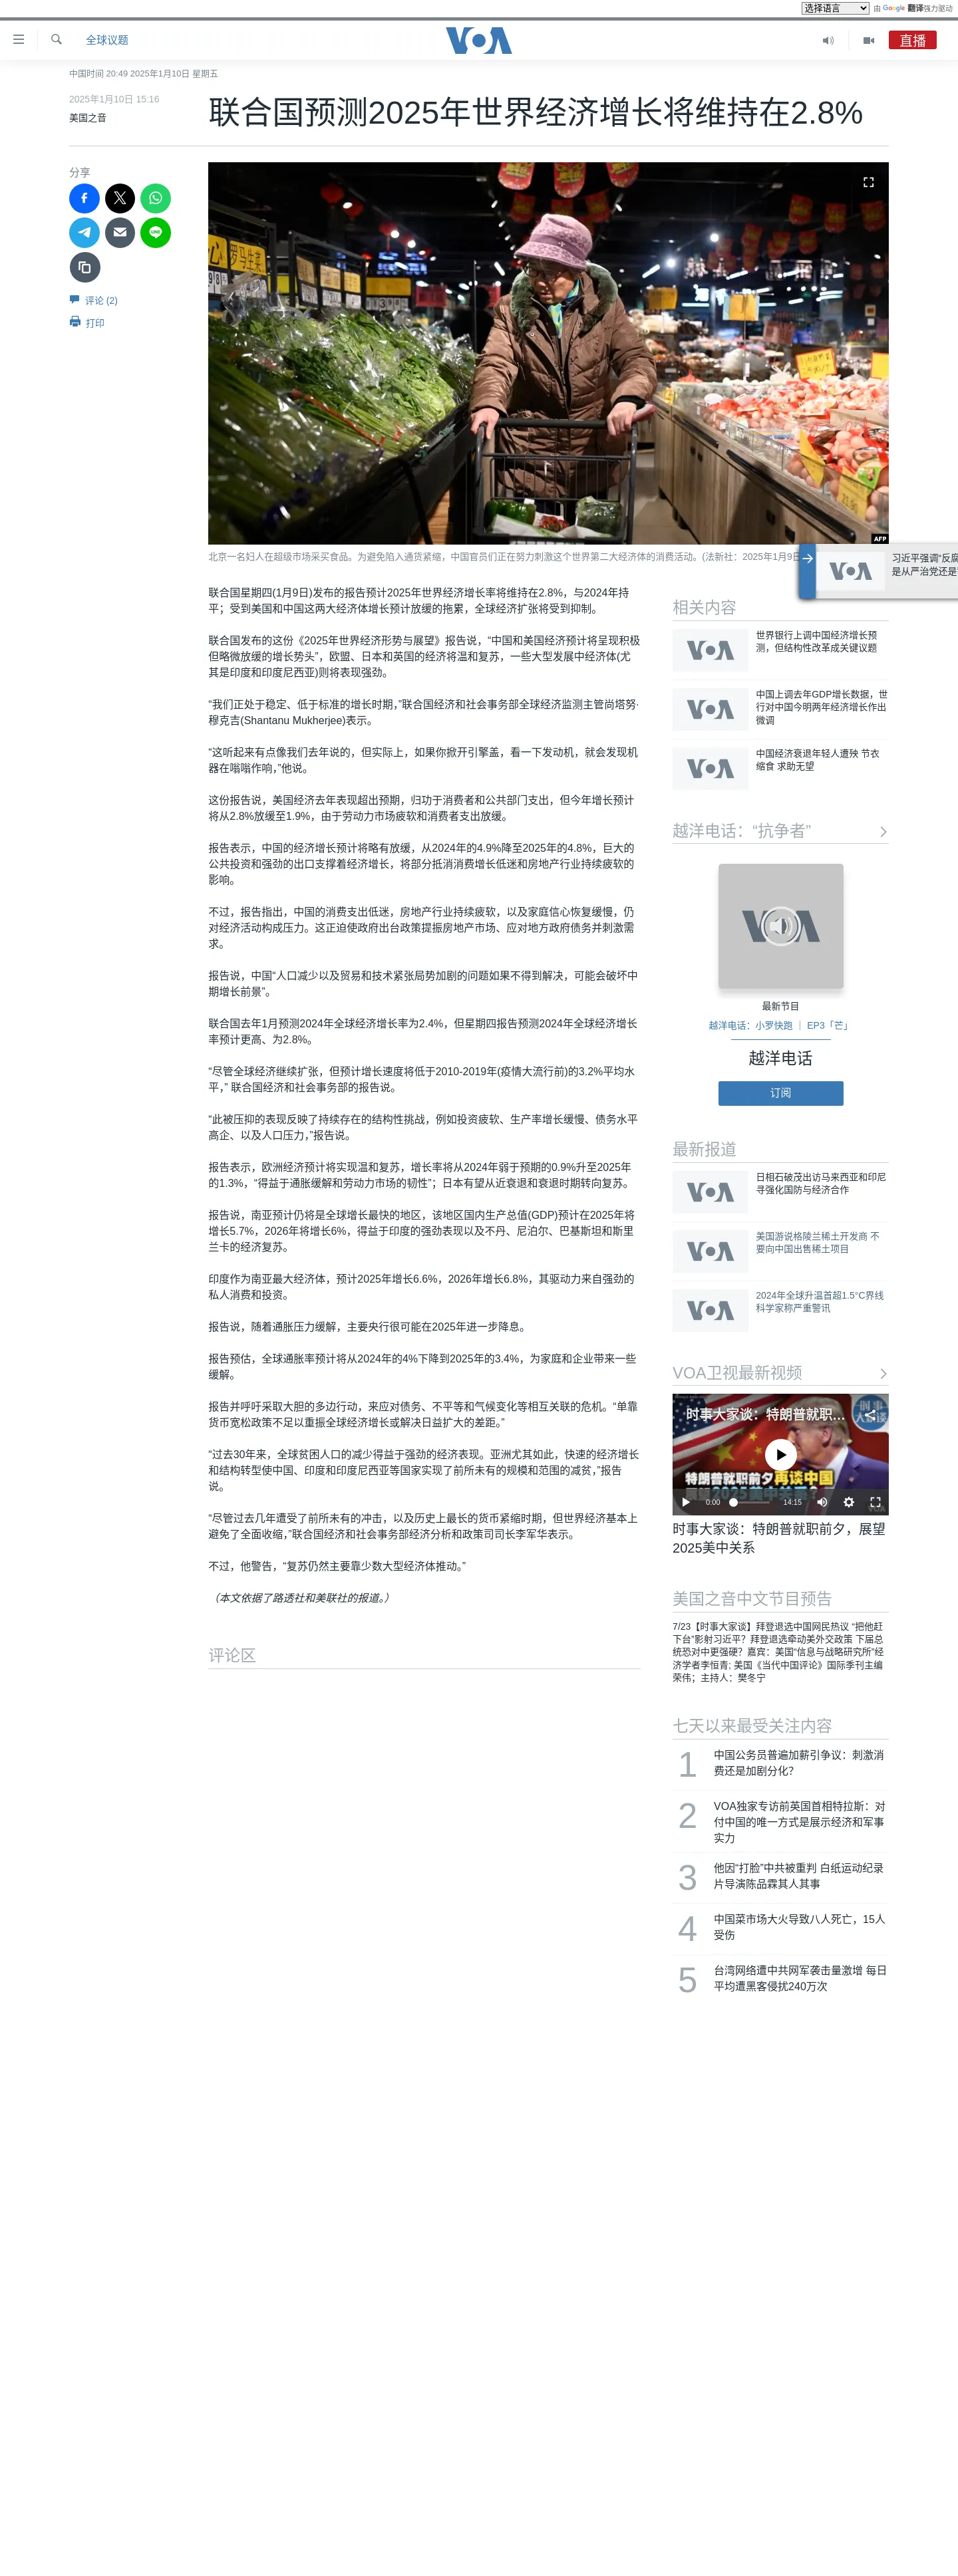 选择语言 由 Google 翻译强力驱动
全球议题
VOA
直播
中国时间 20:49 2025年1月10日 星期五
2025年1月10日 15:16
美国之音
联合国预测2025年世界经济增长将维持在2.8%
分享
评论 (2)
打印
AFP
北京一名妇人在超级市场采买食品。为避免陷入通货紧缩，中国官员们正在努力刺激这个世界第二大经济体的消费活动。(法新社：2025年1月9日
习近平强调“反腐
是从严治党还是
联合国星期四(1月9日)发布的报告预计2025年世界经济增长率将维持在2.8%，与2024年持
平；受到美国和中国这两大经济体增长预计放缓的拖累，全球经济扩张将受到抑制。
联合国发布的这份《2025年世界经济形势与展望》报告说，“中国和美国经济预计将呈现积极
但略微放缓的增长势头”，欧盟、日本和英国的经济将温和复苏，一些大型发展中经济体(尤
其是印度和印度尼西亚)则将表现强劲。
“我们正处于稳定、低于标准的增长时期，”联合国经济和社会事务部全球经济监测主管尚塔努·
穆克吉(Shantanu Mukherjee)表示。
“这听起来有点像我们去年说的，但实际上，如果你掀开引擎盖，看一下发动机，就会发现机
器在嗡嗡作响，”他说。
这份报告说，美国经济去年表现超出预期，归功于消费者和公共部门支出，但今年增长预计
将从2.8%放缓至1.9%，由于劳动力市场疲软和消费者支出放缓。
报告表示，中国的经济增长预计将略有放缓，从2024年的4.9%降至2025年的4.8%，巨大的
公共投资和强劲的出口支撑着经济增长，将部分抵消消费增长低迷和房地产行业持续疲软的
影响。
不过，报告指出，中国的消费支出低迷，房地产行业持续疲软，以及家庭信心恢复缓慢，仍
对经济活动构成压力。这正迫使政府出台政策提振房地产市场、应对地方政府债务并刺激需
求。
报告说，中国“人口减少以及贸易和技术紧张局势加剧的问题如果不得到解决，可能会破坏中
期增长前景”。
联合国去年1月预测2024年全球经济增长率为2.4%，但星期四报告预测2024年全球经济增长
率预计更高、为2.8%。
“尽管全球经济继续扩张，但预计增长速度将低于2010-2019年(疫情大流行前)的3.2%平均水
平，” 联合国经济和社会事务部的报告说。
“此被压抑的表现反映了持续存在的结构性挑战，例如投资疲软、生产率增长缓慢、债务水平
高企、以及人口压力，”报告说。
报告表示，欧洲经济预计将实现温和复苏，增长率将从2024年弱于预期的0.9%升至2025年
的1.3%，“得益于通胀缓解和劳动力市场的韧性”；日本有望从近衰退和衰退时期转向复苏。
报告说，南亚预计仍将是全球增长最快的地区，该地区国内生产总值(GDP)预计在2025年将
增长5.7%，2026年将增长6%，得益于印度的强劲表现以及不丹、尼泊尔、巴基斯坦和斯里
兰卡的经济复苏。
印度作为南亚最大经济体，预计2025年增长6.6%，2026年增长6.8%，其驱动力来自强劲的
私人消费和投资。
报告说，随着通胀压力缓解，主要央行很可能在2025年进一步降息。
报告预估，全球通胀率预计将从2024年的4%下降到2025年的3.4%，为家庭和企业带来一些
缓解。
报告并呼吁采取大胆的多边行动，来应对债务、不平等和气候变化等相互关联的危机。“单靠
货币宽松政策不足以重振全球经济增长或解决日益扩大的差距。”
“过去30年来，全球贫困人口的减少得益于强劲的经济表现。亚洲尤其如此，快速的经济增长
和结构转型使中国、印度和印度尼西亚等国家实现了前所未有的规模和范围的减贫，”报告
说。
“尽管过去几年遭受了前所未有的冲击，以及历史上最长的货币紧缩时期，但世界经济基本上
避免了全面收缩，”联合国经济和社会事务部经济分析和政策司司长李军华表示。
不过，他警告，“复苏仍然主要靠少数大型经济体推动。”
（本文依据了路透社和美联社的报道。）
评论区
相关内容
世界银行上调中国经济增长预
测，但结构性改革成关键议题
中国上调去年GDP增长数据，世
行对中国今明两年经济增长作出
微调
中国经济衰退年轻人遭殃 节衣
缩食 求助无望
越洋电话：“抗争者”
最新节目
越洋电话：小罗快跑 ｜ EP3「芒」
越洋电话
订阅
最新报道
日相石破茂出访马来西亚和印尼
寻强化国防与经济合作
美国游说格陵兰稀土开发商 不
要向中国出售稀土项目
2024年全球升温首超1.5°C界线
科学家称严重警讯
VOA卫视最新视频
时事大家谈：特朗普就职...
特朗普就职前夕再谈中国
0:00
14:15
时事大家谈：特朗普就职前夕，展望
2025美中关系
美国之音中文节目预告
7/23【时事大家谈】拜登退选中国网民热议 “把他赶
下台”影射习近平？拜登退选牵动美外交政策 下届总
统恐对中更强硬？嘉宾：美国“信息与战略研究所”经
济学者李恒青; 美国《当代中国评论》国际季刊主编
荣伟；主持人：樊冬宁
七天以来最受关注内容
1 中国公务员普遍加薪引争议：刺激消
费还是加剧分化？
2 VOA独家专访前英国首相特拉斯：对
付中国的唯一方式是展示经济和军事
实力
3 他因“打脸”中共被重判 白纸运动纪录
片导演陈品霖其人其事
4 中国菜市场大火导致八人死亡，15人
受伤
5 台湾网络遭中共网军袭击量激增 每日
平均遭黑客侵扰240万次